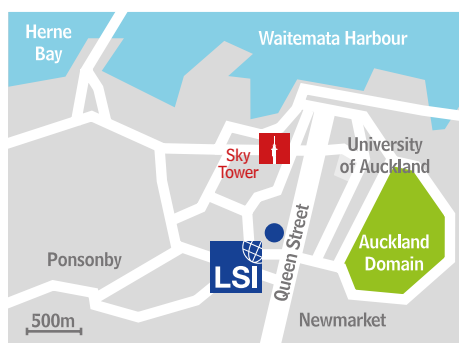 Herne
Bay
Waitemata Harbour
Sky
Tower
University
of Auckland
Queen Street
Auckland
Domain
Ponsonby
LSI
500m
Newmarket